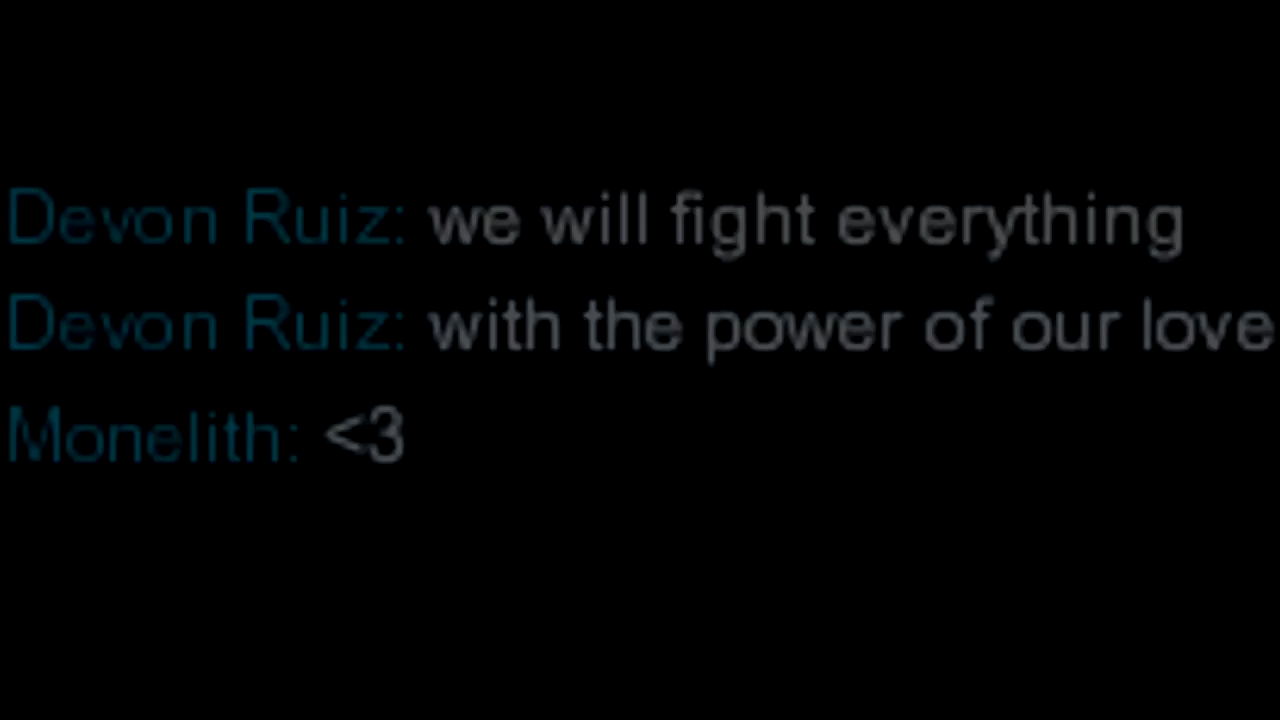 Devon Ruiz: we will fight everything
Devon Ruiz: with the power of our love
Monelith: <3